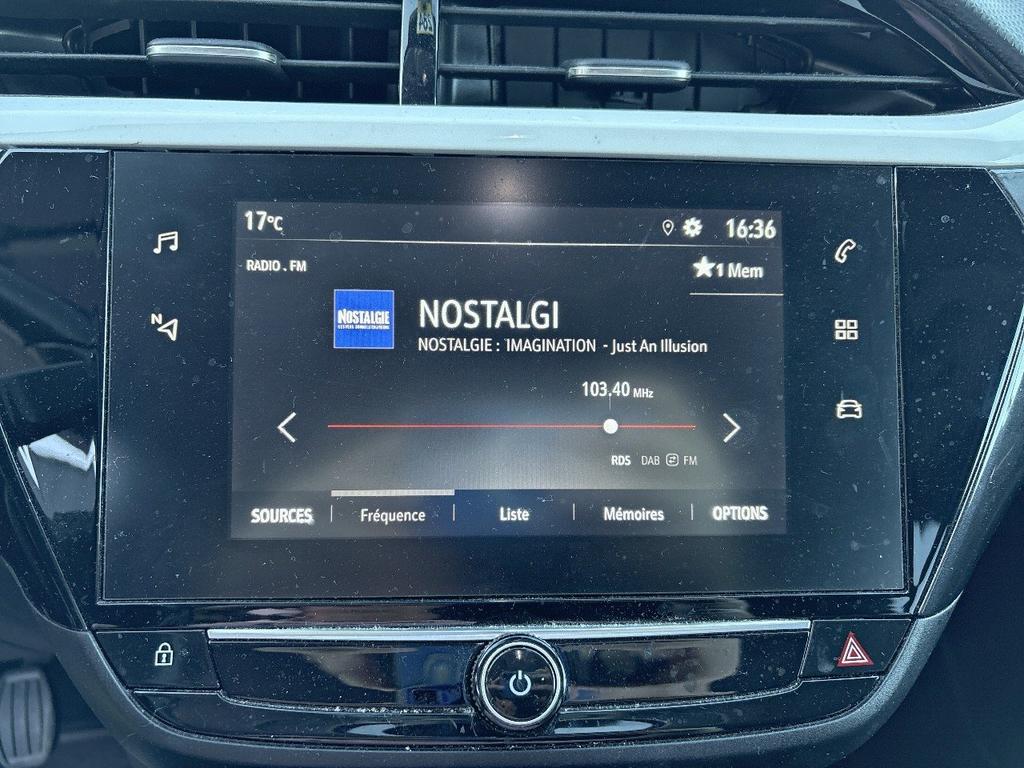 17°C
16:36
RADIO . FM
1 Mem
NOSTALGIE
NOSTALGI
NOSTALGIE : IMAGINATION - Just An Illusion
103.40 MHz
RDS DAB FM
SOURCES Fréquence Liste Mémoires OPTIONS
N